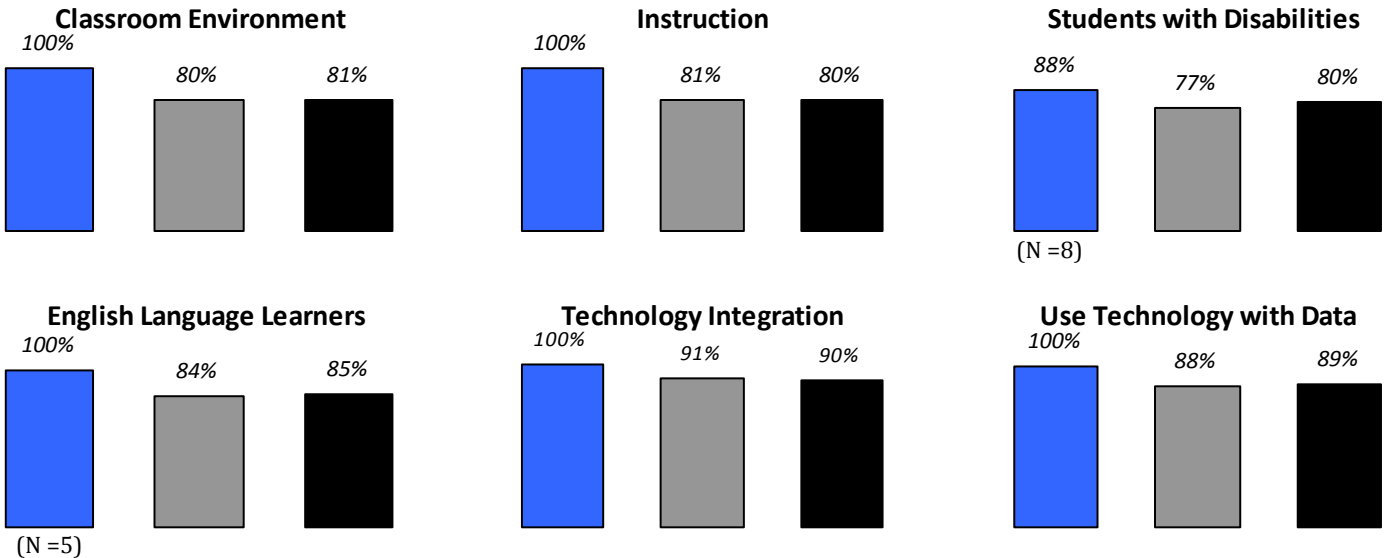 Classroom Environment
100%
80%
81%
Instruction
100%
81%
80%
Students with Disabilities
88%
77%
80%
(N =8)
English Language Learners
100%
84%
85%
(N =5)
Technology Integration
100%
91%
90%
Use Technology with Data
100%
88%
89%